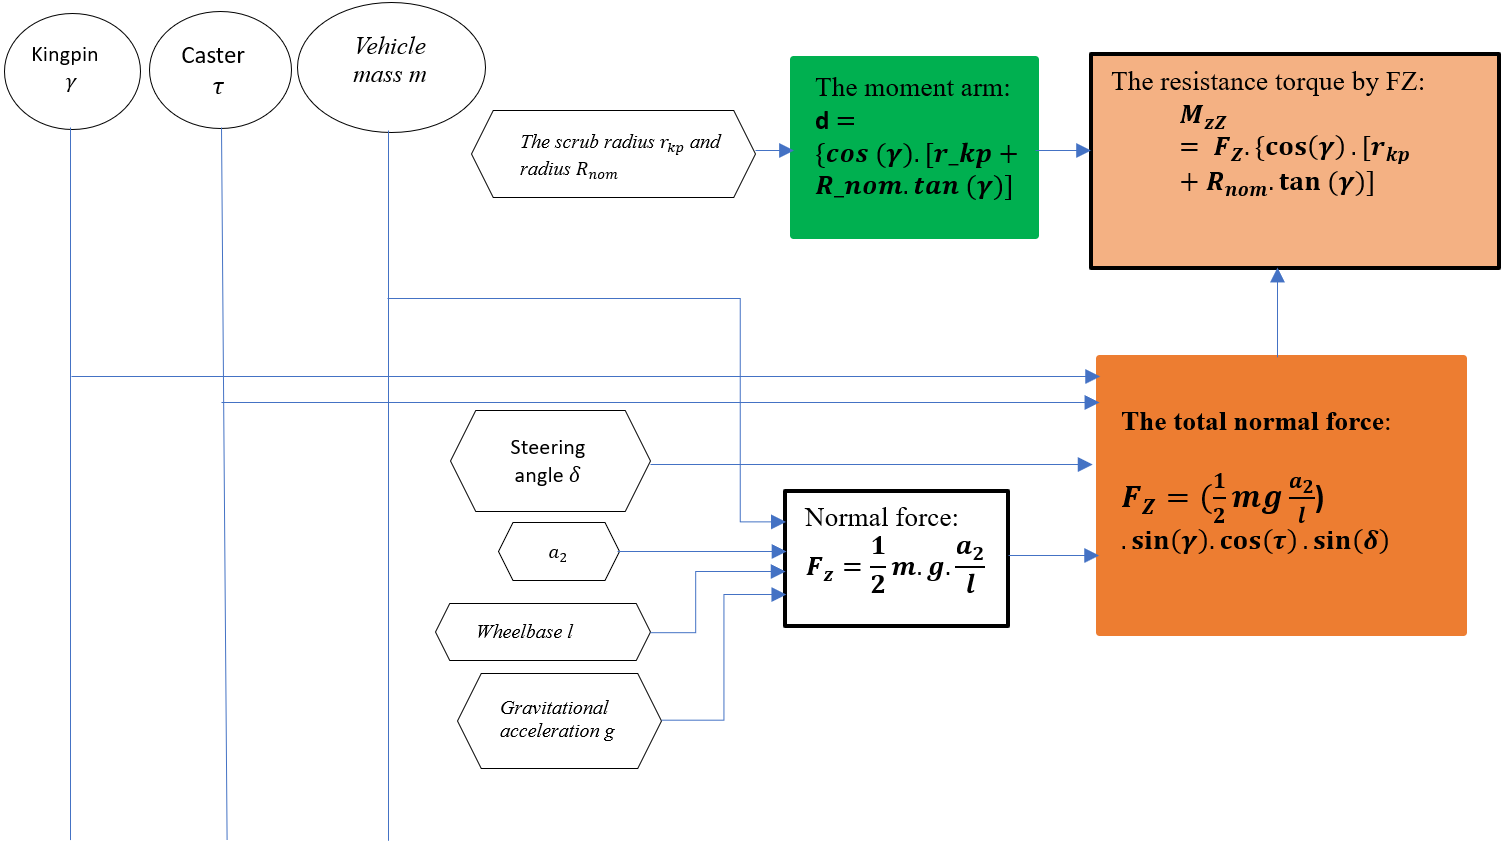 Kingpin
γ
Caster
τ
Vehicle
mass m
The scrub radius r_kp and
radius R_nom
The moment arm:
d =
{cos (γ). [r_kp +
R_nom. tan (γ)]
The resistance torque by FZ:
M_zZ
= F_Z. {cos(γ) . [r_kp
+ R_nom. tan (γ)]
Steering
angle δ
a_2
Wheelbase l
Gravitational
acceleration g
Normal force:
F_z = 1/2 m. g. a_2/l
The total normal force:
F_Z = (1/2 mg a_2/l)
. sin(γ). cos(τ) . sin(δ)